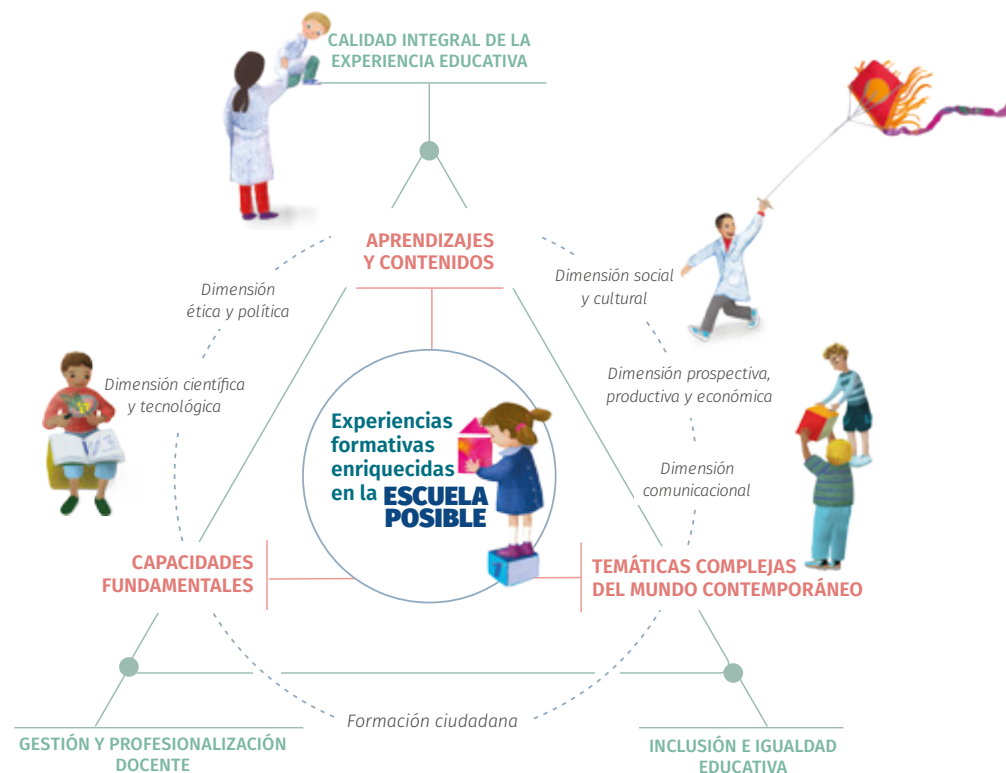 CALIDAD INTEGRAL DE LA
EXPERIENCIA EDUCATIVA
APRENDIZAJES
Y CONTENIDOS
Dimensión
ética y política
Dimensión social
y cultural
Dimensión científica
y tecnológica
Dimensión prospectiva,
productiva y económica
Experiencias
formativas
enriquecidas
en la ESCUELA
POSIBLE
Dimensión
comunicacional
CAPACIDADES
FUNDAMENTALES
TEMÁTICAS COMPLEJAS
DEL MUNDO CONTEMPORÁNEO
Formación ciudadana
GESTIÓN Y PROFESIONALIZACIÓN
DOCENTE
INCLUSIÓN E IGUALDAD
EDUCATIVA